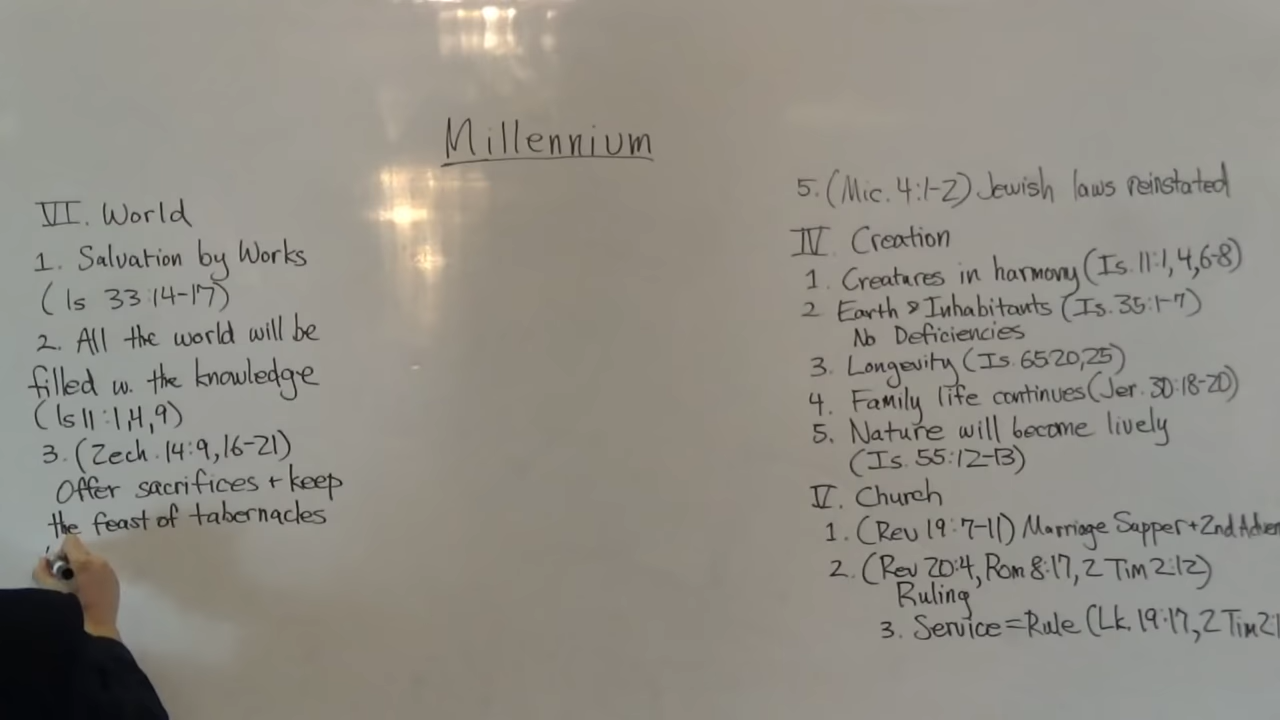 Millennium
VI. World
1. Salvation by Works
(Is 33:14-17)
2. All the world will be
filled w. the knowledge
(Is 11:1,4,9)
3. (Zech. 14:9,16-21)
Offer sacrifices + keep
the feast of tabernacles
5. (Mic. 4:1-2) Jewish laws reinstated
IV Creation
1. Creatures in harmony (Is. 11:1,4,6-8)
2 Earth & Inhabitants (Is. 35:1-7)
No Deficiencies
3. Longevity (Is. 65:20,25)
4. Family life continues (Jer. 30:18-20)
5. Nature will become lively
(Is. 55:12-13)
V. Church
1. (Rev 19:7-11) Marriage Supper + 2nd Adven
2. (Rev 20:4, Rom 8:17, 2 Tim 2:12)
Ruling
3. Service = Rule (Lk. 19:17, 2 Tim 2:1